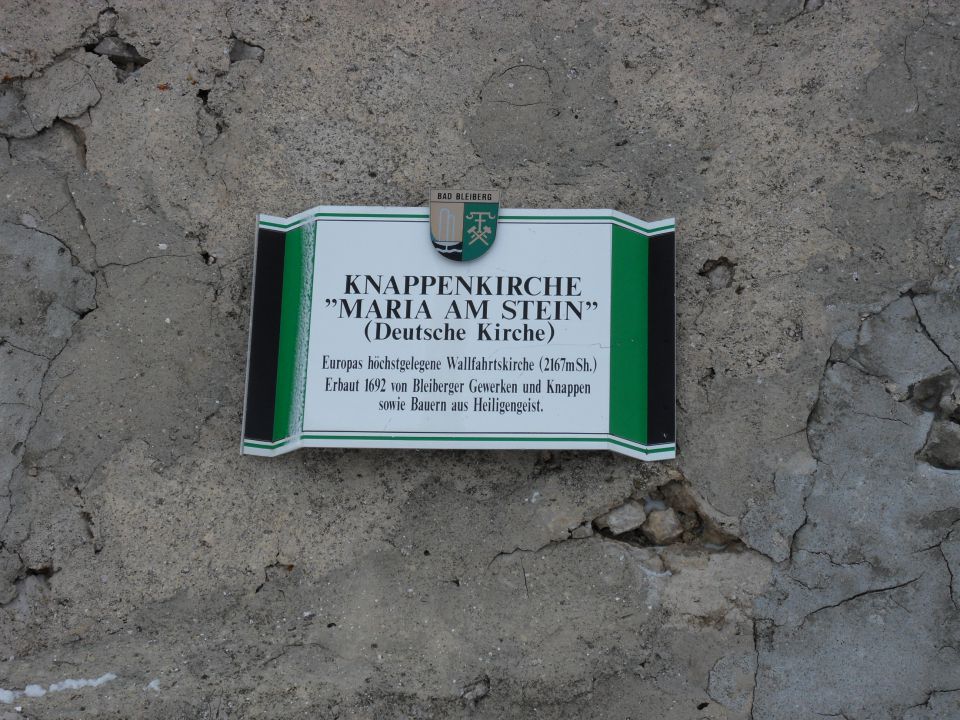 BAD BLEIBERG
KNAPPENKIRCHE
”MARIA AM STEIN”
(Deutsche Kirche)
Europas höchstgelegene Wallfahrtskirche (2167mSh.)
Erbaut 1692 von Bleiberger Gewerken und Knappen
sowie Bauern aus Heiligengeist.